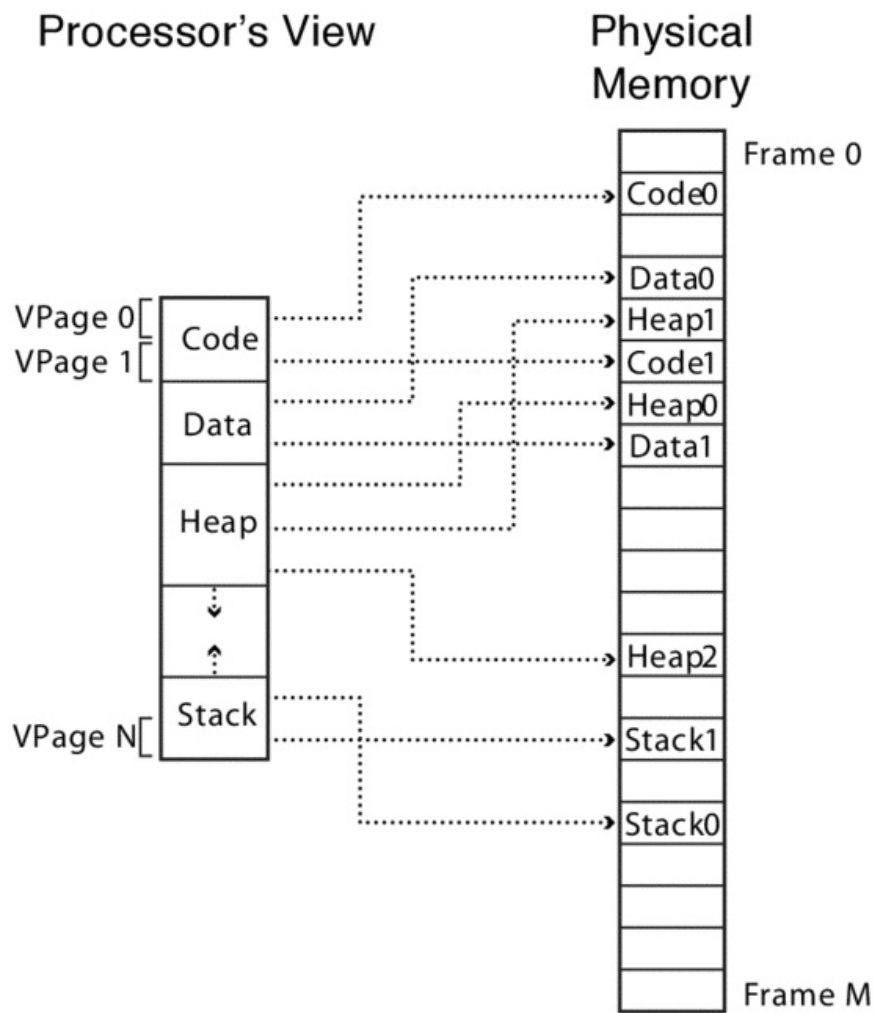 Processor's View
Physical
Memory
Frame 0
Code0
Data0
VPage 0
Heap1
Code
VPage 1
Code1
Heap0
Data
Data1
Heap
Heap2
Stack
VPage N
Stack1
Stack0
Frame M